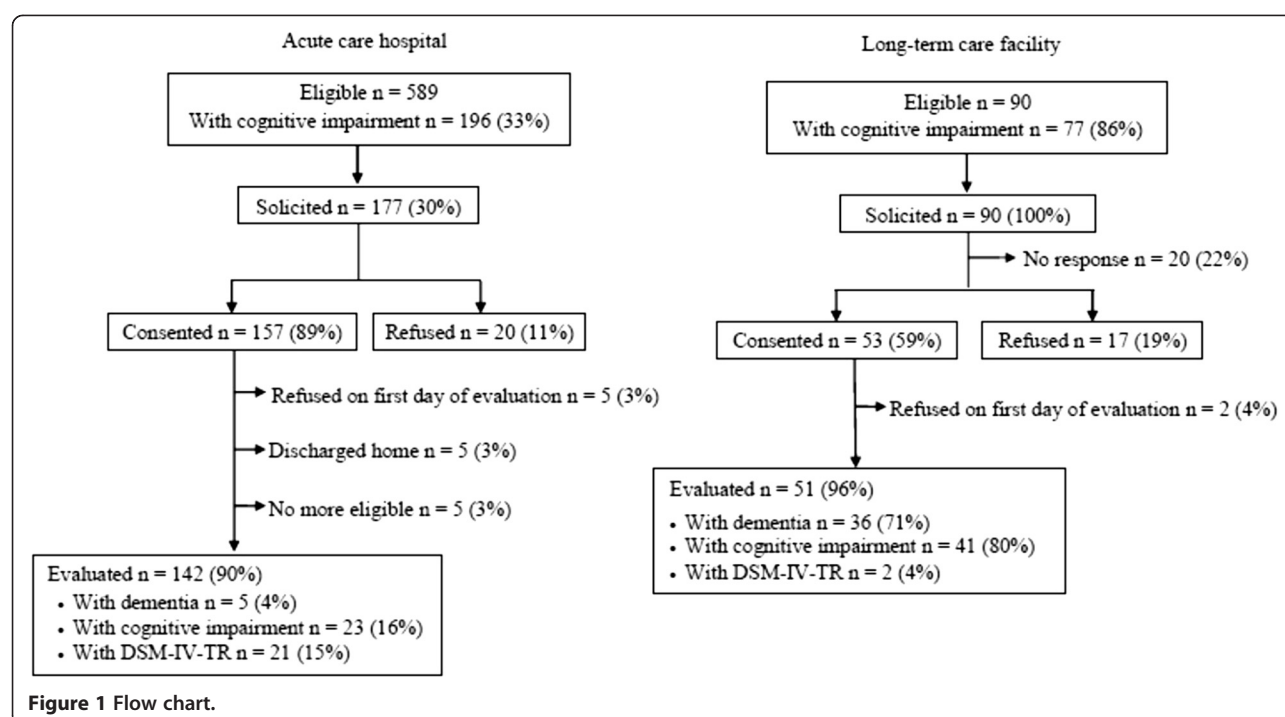 Acute care hospital
Eligible n = 589
With cognitive impairment n = 196 (33%)
Solicited n = 177 (30%)
Consented n = 157 (89%)
Refused n = 20 (11%)
Refused on first day of evaluation n = 5 (3%)
Discharged home n = 5 (3%)
No more eligible n = 5 (3%)
Evaluated n = 142 (90%)
• With dementia n = 5 (4%)
• With cognitive impairment n = 23 (16%)
• With DSM-IV-TR n = 21 (15%)
Long-term care facility
Eligible n = 90
With cognitive impairment n = 77 (86%)
Solicited n = 90 (100%)
No response n = 20 (22%)
Consented n = 53 (59%)
Refused n = 17 (19%)
Refused on first day of evaluation n = 2 (4%)
Evaluated n = 51 (96%)
• With dementia n = 36 (71%)
• With cognitive impairment n = 41 (80%)
• With DSM-IV-TR n = 2 (4%)
Figure 1 Flow chart.